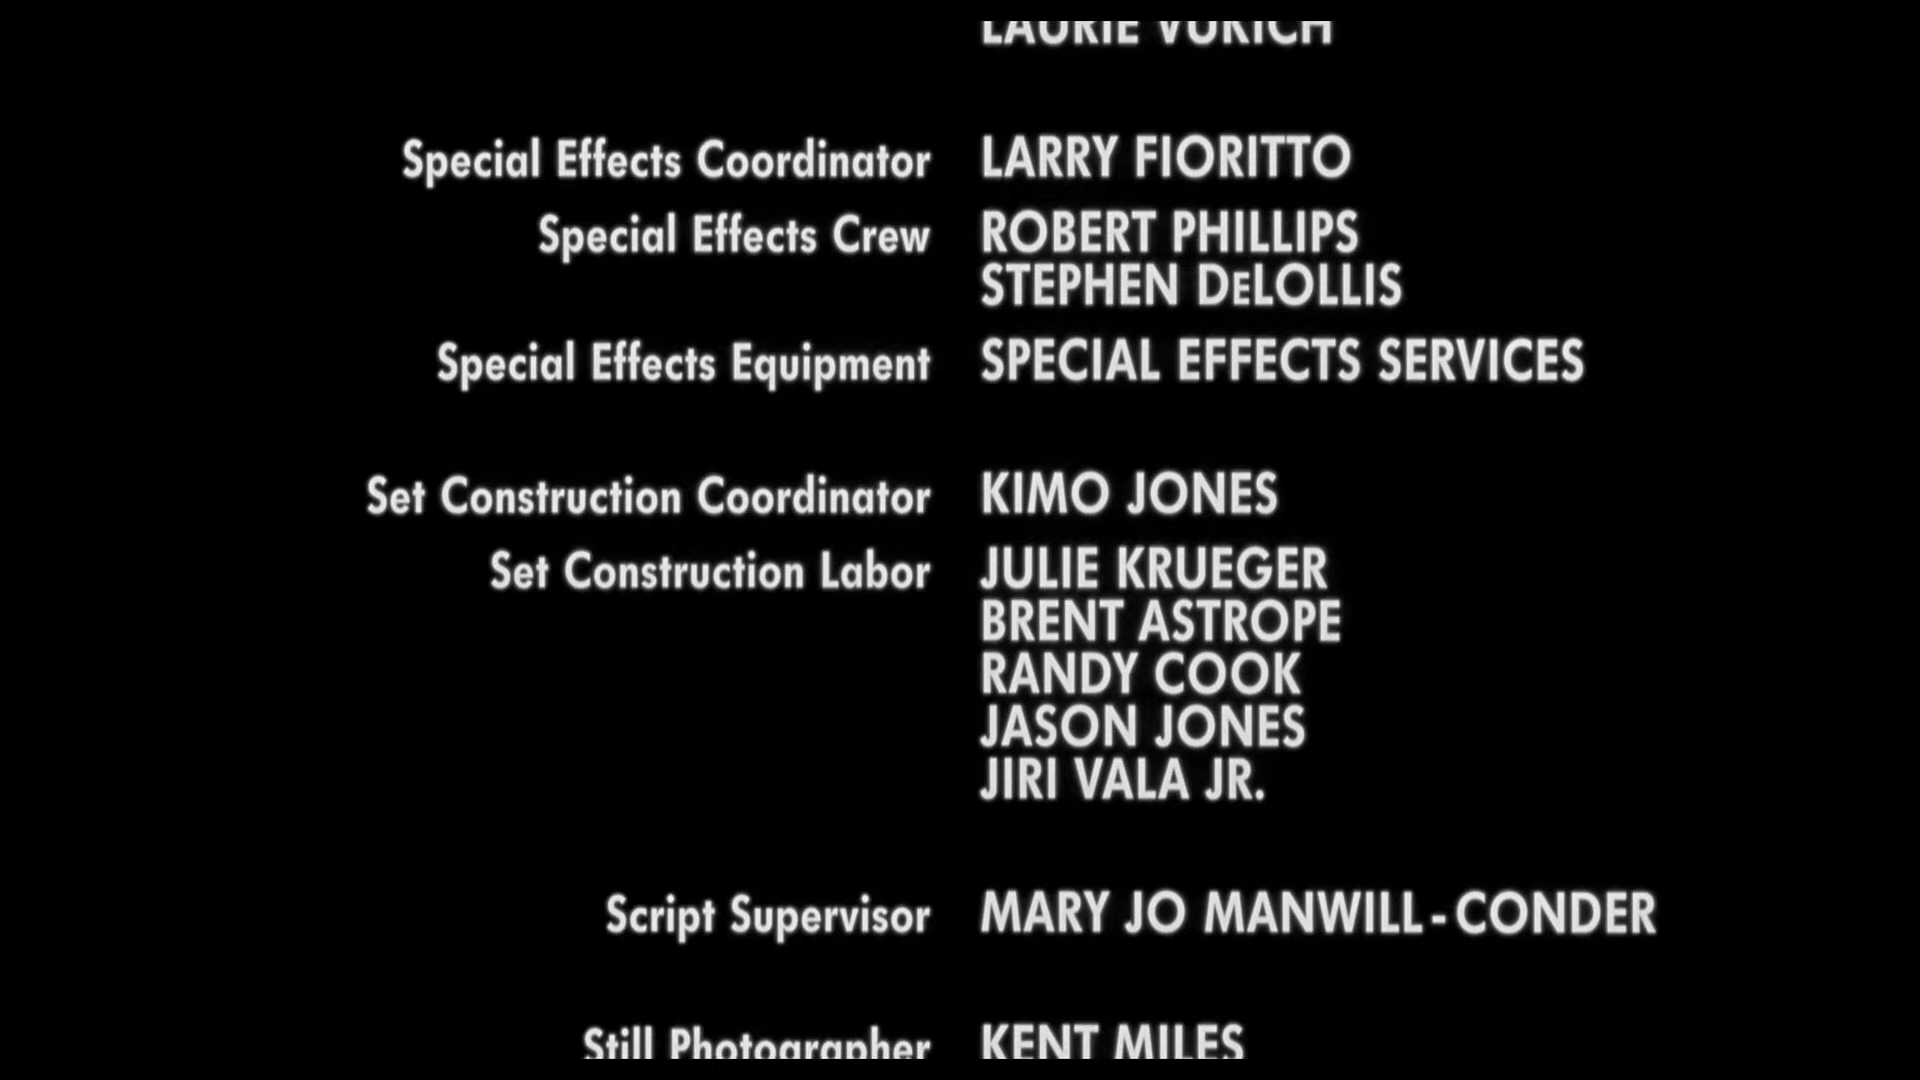 LAURIE VUKICH
Special Effects Coordinator LARRY FIORITTO
Special Effects Crew ROBERT PHILLIPS
STEPHEN DeLOLLIS
Special Effects Equipment SPECIAL EFFECTS SERVICES
Set Construction Coordinator KIMO JONES
Set Construction Labor JULIE KRUEGER
BRENT ASTROPE
RANDY COOK
JASON JONES
JIRI VALA JR.
Script Supervisor MARY JO MANWILL-CONDER
Still Photographer KENT MILES